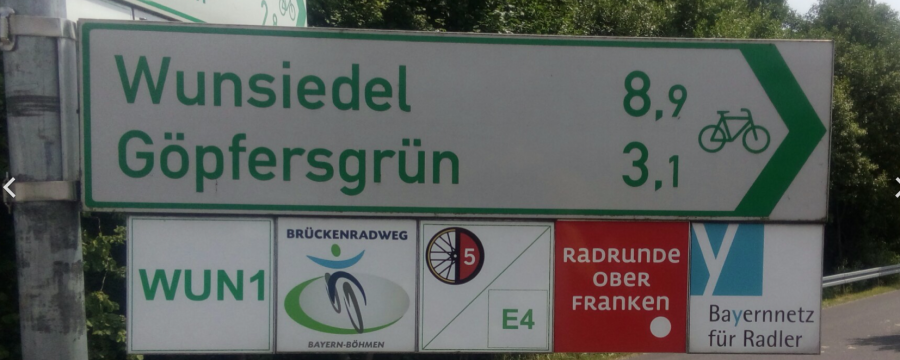 Wunsiedel 8,9
Göpfersgrün 3,1
WUN1
BRÜCKENRADWEG
BAYERN-BÖHMEN
5
E4
RADRUNDE
OBER
FRANKEN
Bayernnetz
für Radler